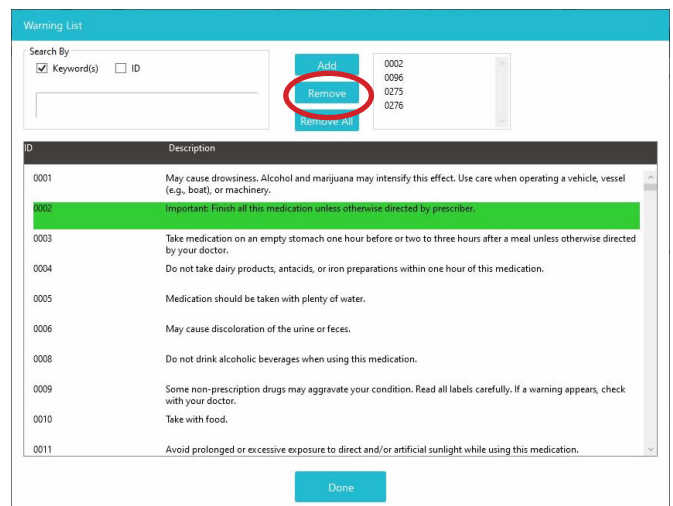 Warning List
Search By
Keyword(s) ID
Add
Remove
Remove All
0002
0096
0275
0276
ID Description
0001 May cause drowsiness. Alcohol and marijuana may intensify this effect. Use care when operating a vehicle, vessel
(e.g., boat), or machinery.
0002 Important: Finish all this medication unless otherwise directed by prescriber.
0003 Take medication on an empty stomach one hour before or two to three hours after a meal unless otherwise directed
by your doctor.
0004 Do not take dairy products, antacids, or iron preparations within one hour of this medication.
0005 Medication should be taken with plenty of water.
0006 May cause discoloration of the urine or feces.
0008 Do not drink alcoholic beverages when using this medication.
0009 Some non-prescription drugs may aggravate your condition. Read all labels carefully. If a warning appears, check
with your doctor.
0010 Take with food.
0011 Avoid prolonged or excessive exposure to direct and/or artificial sunlight while using this medication.
Done